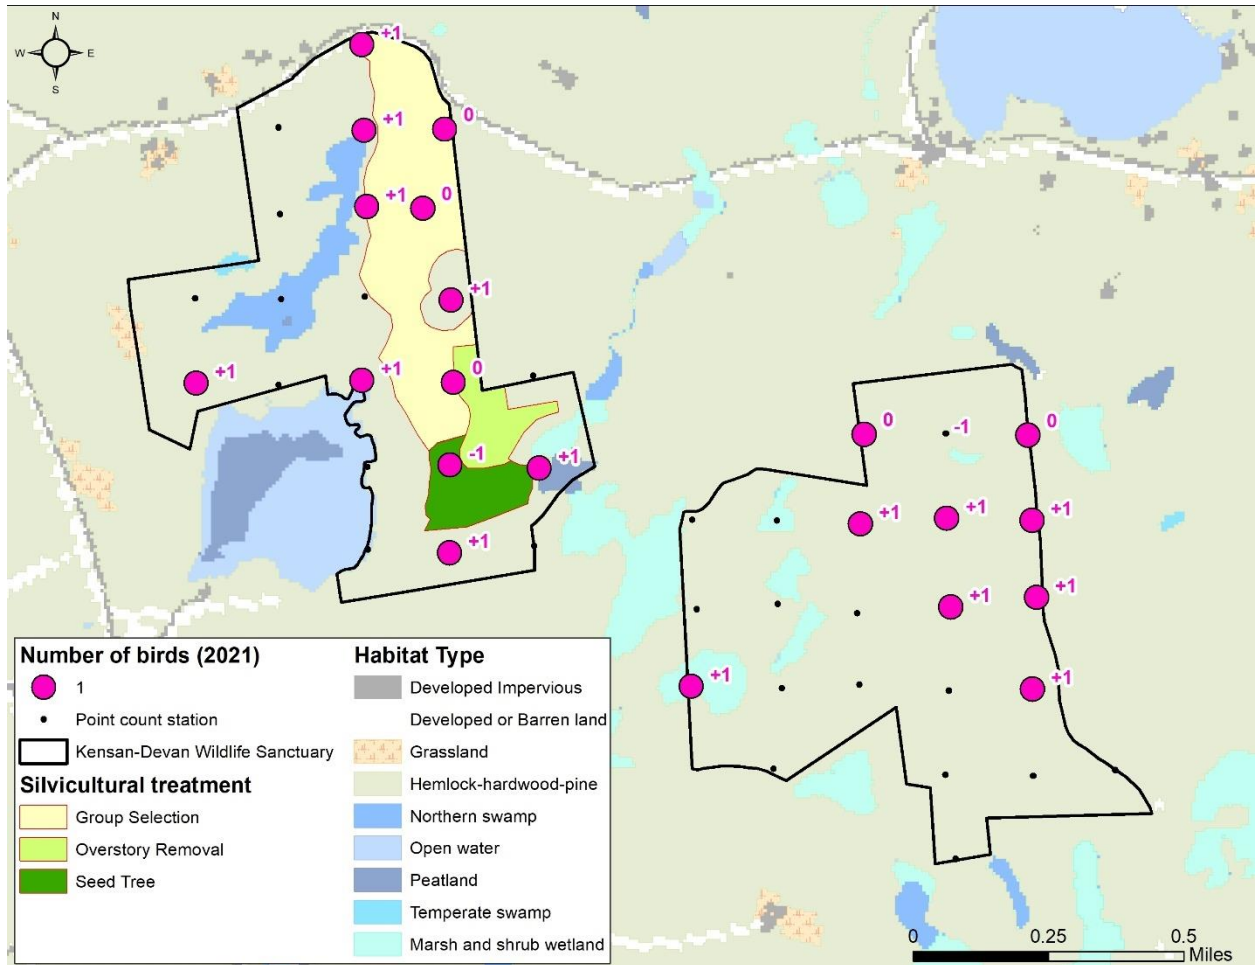 N
W E
S
+1
+1
0
+1
0
+1
+1
+1
0
-1
+1
+1
0
-1
0
+1
+1
+1
+1
+1
+1
+1
Number of birds (2021)
1
Point count station
Kensan-Devan Wildlife Sanctuary
Silvicultural treatment
Group Selection
Overstory Removal
Seed Tree
Habitat Type
Developed Impervious
Developed or Barren land
Grassland
Hemlock-hardwood-pine
Northern swamp
Open water
Peatland
Temperate swamp
Marsh and shrub wetland
0 0.25 0.5
Miles